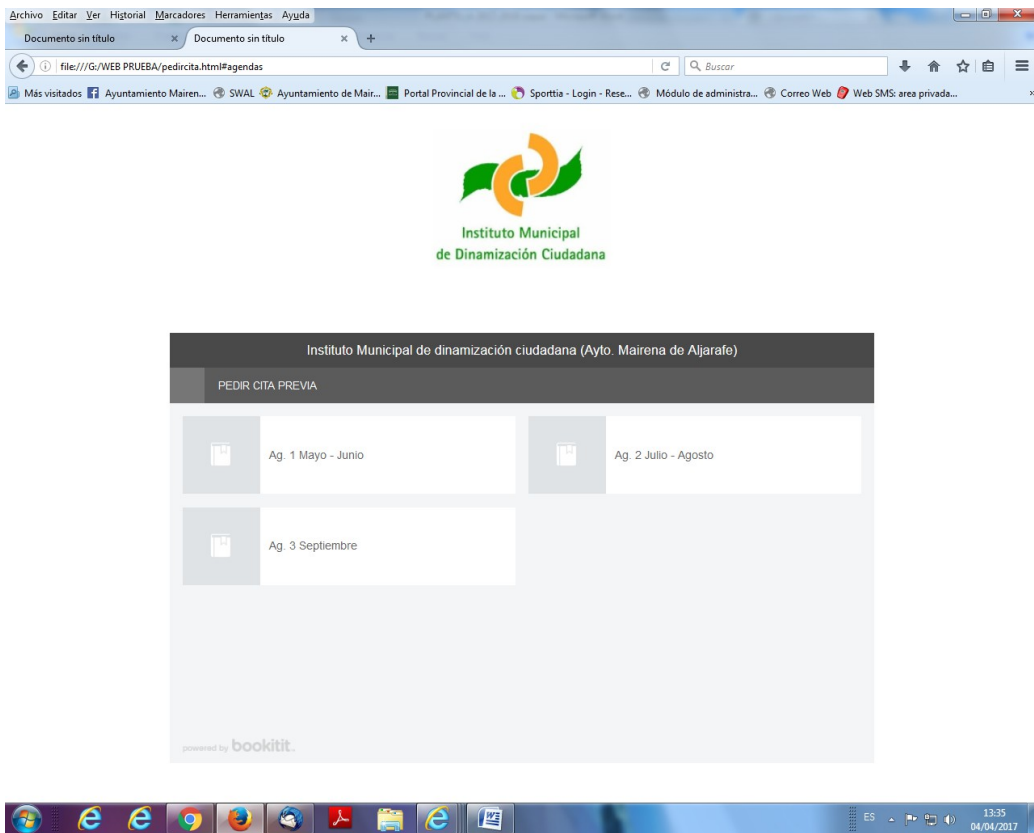 Archivo Editar Ver Historial Marcadores Herramientas Ayuda
Documento sin título × Documento sin título × +
file:///G:/WEB PRUEBA/pedircita.html#agendas Buscar
Más visitados Ayuntamiento Mairen... SWAL Ayuntamiento de Mair... Portal Provincial de la ... Sporttia - Login - Rese... Módulo de administra... Correo Web Web SMS: area privada... »
Instituto Municipal
de Dinamización Ciudadana
Instituto Municipal de dinamización ciudadana (Ayto. Mairena de Aljarafe)
PEDIR CITA PREVIA
Ag. 1 Mayo - Junio
Ag. 2 Julio - Agosto
Ag. 3 Septiembre
powered by bookitit.
ES 13:35
04/04/2017